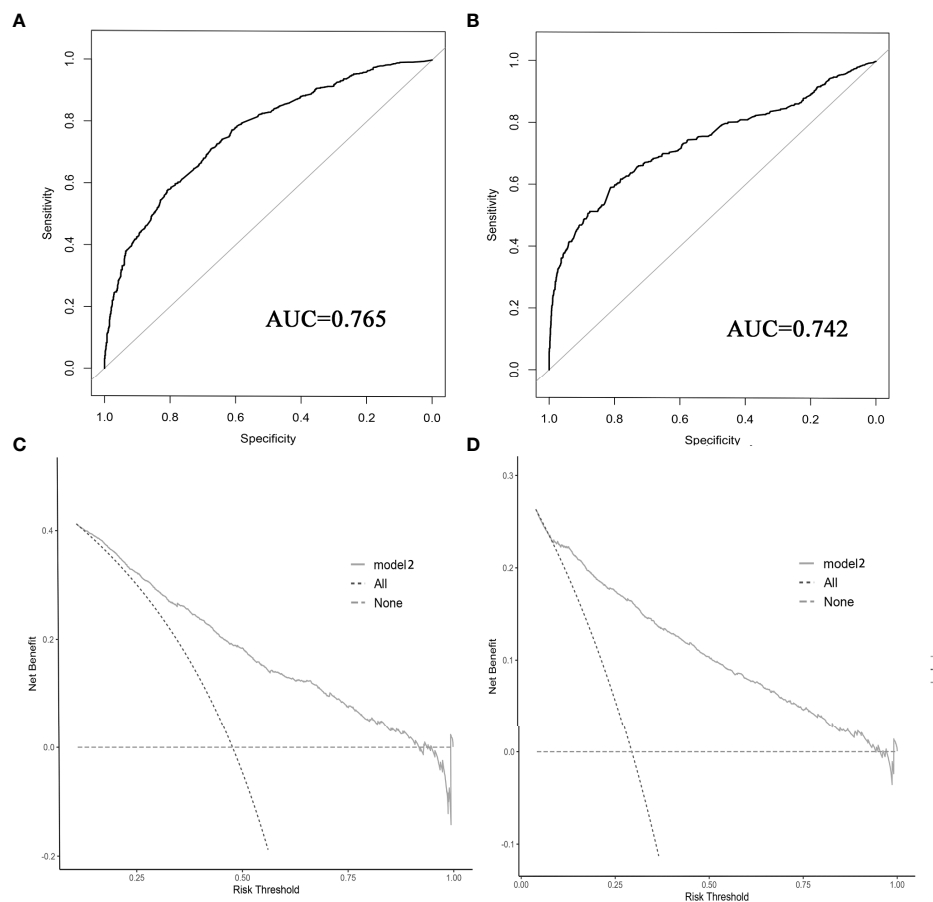 A
B
1.0
0.8
0.6
0.4
0.2
0.0
Sensitivity
AUC=0.765
1.0
0.8
0.6
0.4
0.2
0.0
Specificity
1.0
0.8
0.6
0.4
0.2
0.0
Sensitivity
AUC=0.742
1.0
0.8
0.6
0.4
0.2
0.0
Specificity
C
D
0.4
0.2
0.0
-0.2
Net Benefit
model2
All
None
0.25
0.50
0.75
1.00
Risk Threshold
0.3
0.2
0.1
0.0
-0.1
Net Benefit
model2
All
None
0.00
0.25
0.50
0.75
1.00
Risk Threshold